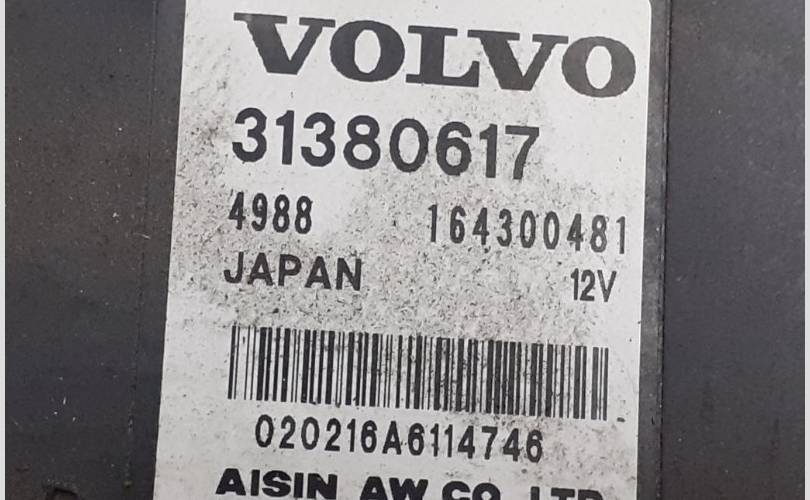 VOLVO
31380617
4988 164300481
JAPAN 12V
020216A6114746
AISIN AW CO LTD